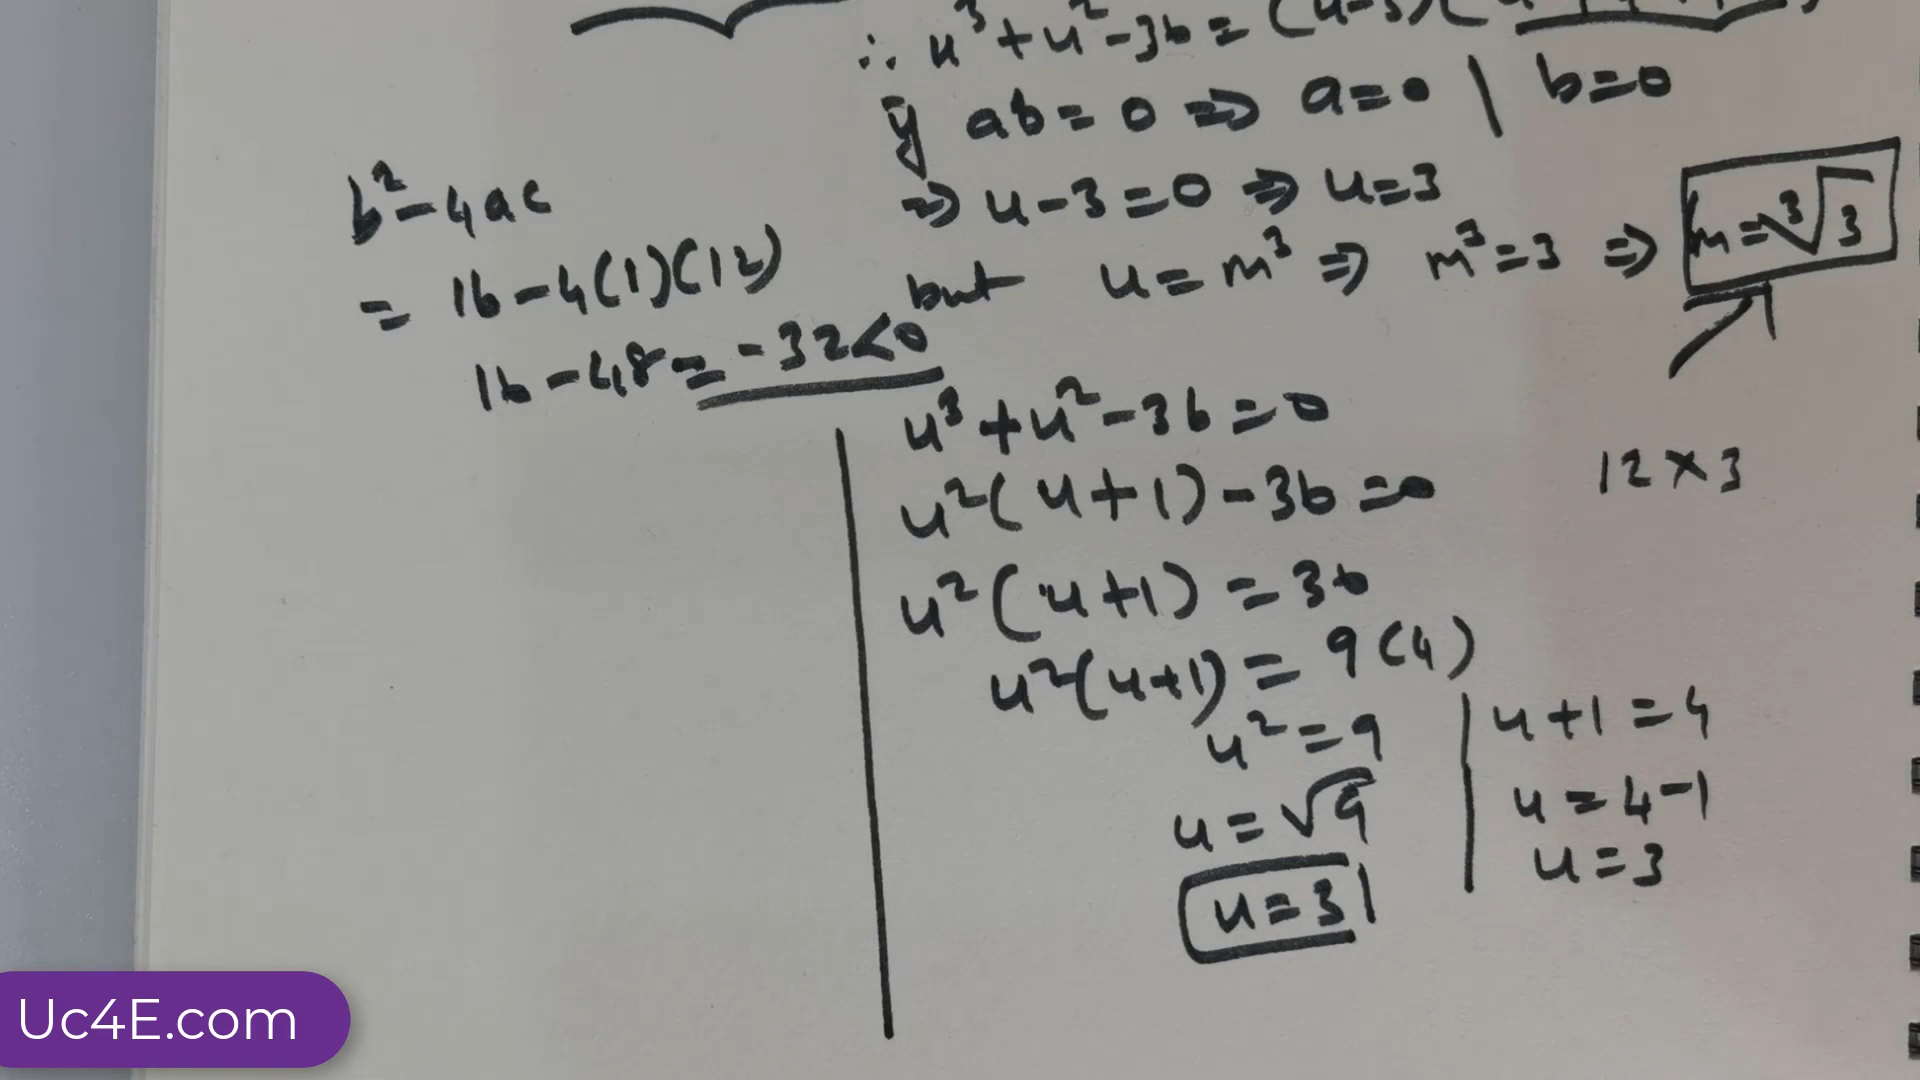 ∴ u³+u²-36=(u-3)(
if ab=0 ⇒ a=0 | b=0
⇒ u-3=0 ⇒ u=3
but u=m³ ⇒ m³=3 ⇒ m=∛3
b²-4ac
= 16-4(1)(12)
16-48=-32<0
u³+u²-36=0
u²(u+1)-36=0
12×3
u²(u+1)=36
u²(u+1)=9(4)
u²=9
u=√9
u=3
u+1=4
u=4-1
u=3
Uc4E.com